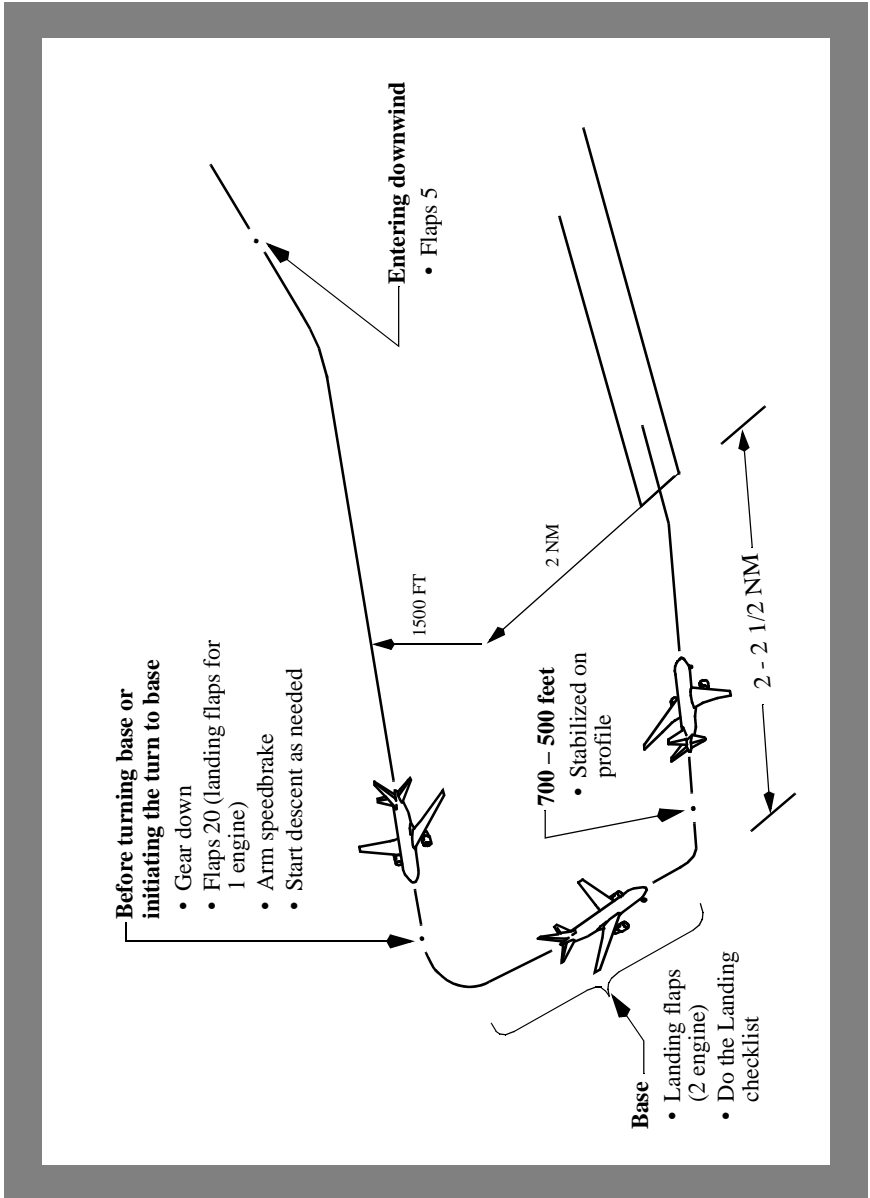 Before turning base or
initiating the turn to base
• Gear down
• Flaps 20 (landing flaps for
1 engine)
• Arm speedbrake
• Start descent as needed
Entering downwind
• Flaps 5
1500 FT
2 NM
700 – 500 feet
• Stabilized on
profile
2 - 2 1/2 NM
Base
• Landing flaps
(2 engine)
• Do the Landing
checklist